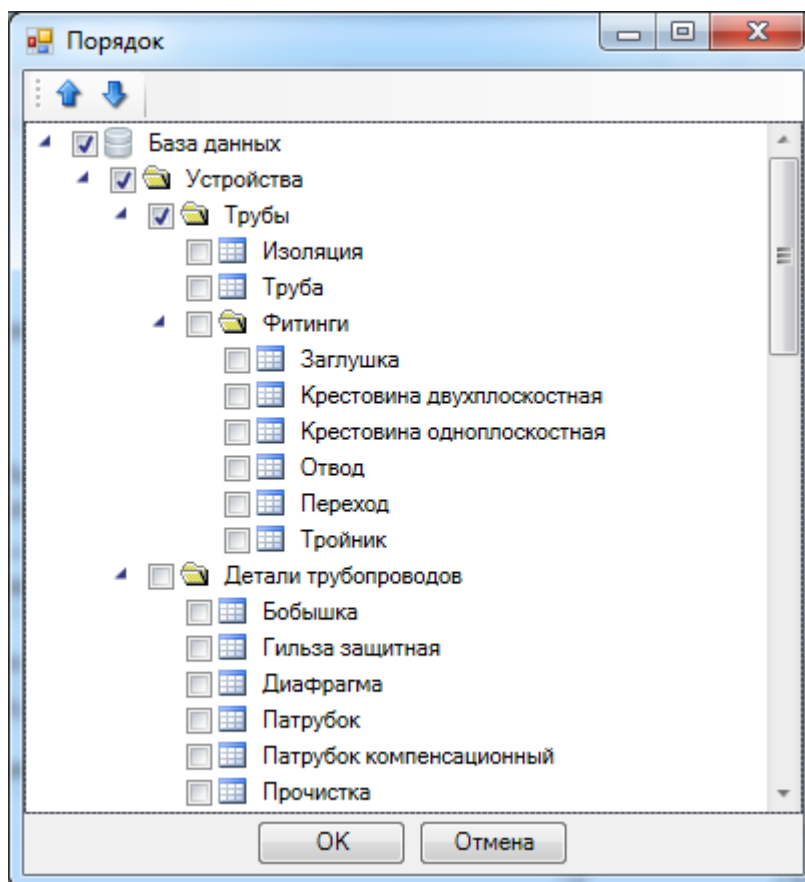 Порядок
База данных
Устройства
Трубы
Изоляция
Труба
Фитинги
Заглушка
Крестовина двухплоскостная
Крестовина одноплоскостная
Отвод
Переход
Тройник
Детали трубопроводов
Бобышка
Гильза защитная
Диафрагма
Патрубок
Патрубок компенсационный
Прочистка
OK Отмена